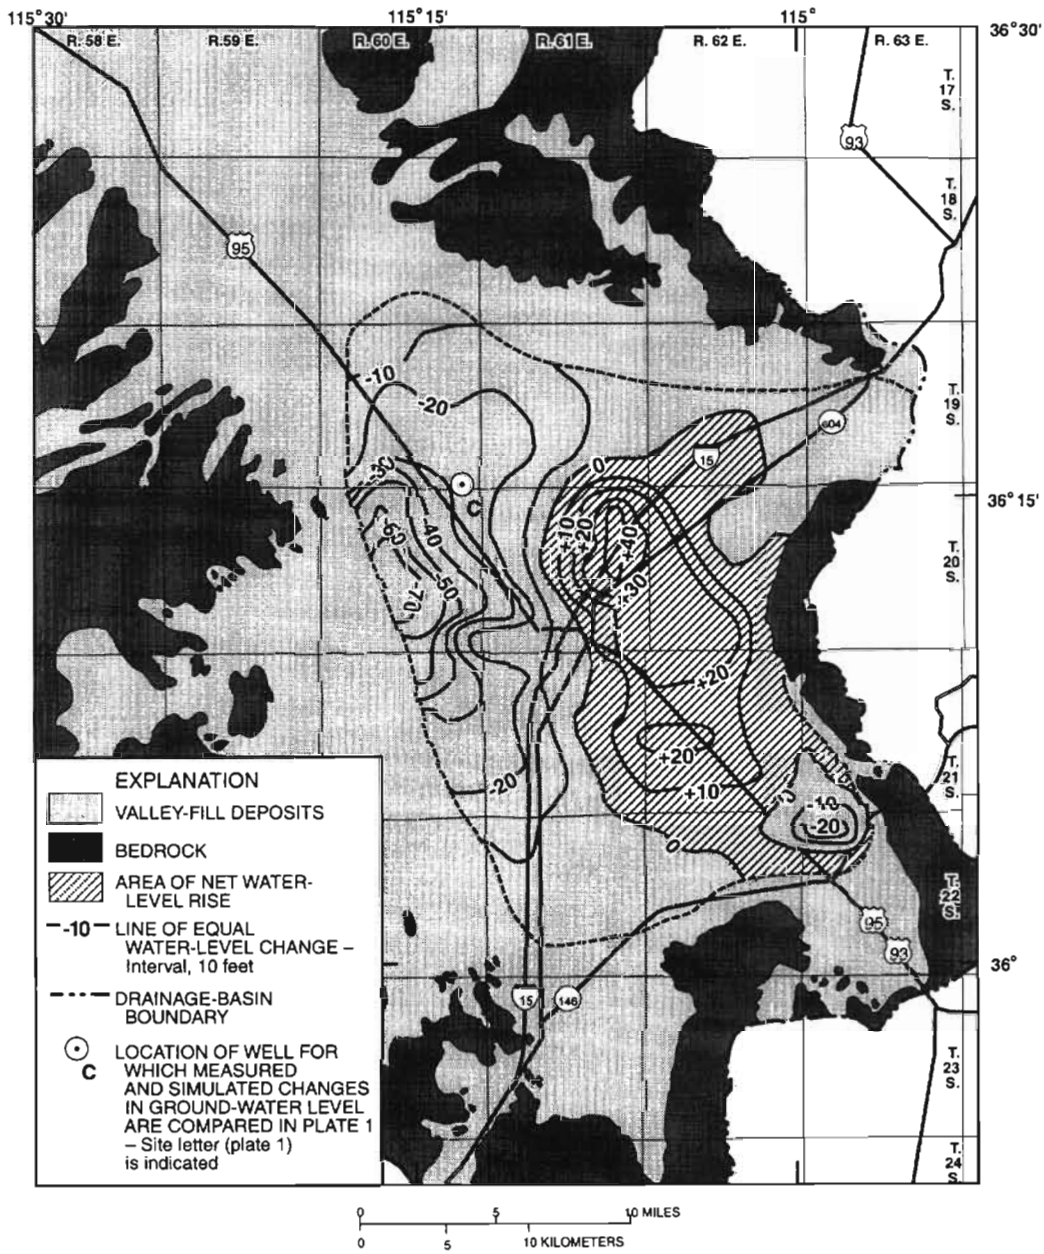 115°30' 115°15' 115°
R. 58 E. R.59 E. R. 60 E. R. 61 E. R. 62 E. R. 63 E. 36°30'
T. 17 S.
93
T. 18 S.
95
-10
-20
T. 19 S.
604
15
0
-30
C
36°15'
-60 -40 +10 +20 +40
T. 20 S.
-50 +30
-70
+20
+20
-20 +10
T. 21 S.
0 -10
-20
0
T. 22 S.
95
93
36°
15 146
T. 23 S.
T. 24 S.
EXPLANATION
VALLEY-FILL DEPOSITS
BEDROCK
AREA OF NET WATER-
LEVEL RISE
-10 LINE OF EQUAL
WATER-LEVEL CHANGE –
Interval, 10 feet
DRAINAGE-BASIN
BOUNDARY
LOCATION OF WELL FOR
C WHICH MEASURED
AND SIMULATED CHANGES
IN GROUND-WATER LEVEL
ARE COMPARED IN PLATE 1
– Site letter (plate 1)
is indicated
0 5 10 MILES
0 5 10 KILOMETERS